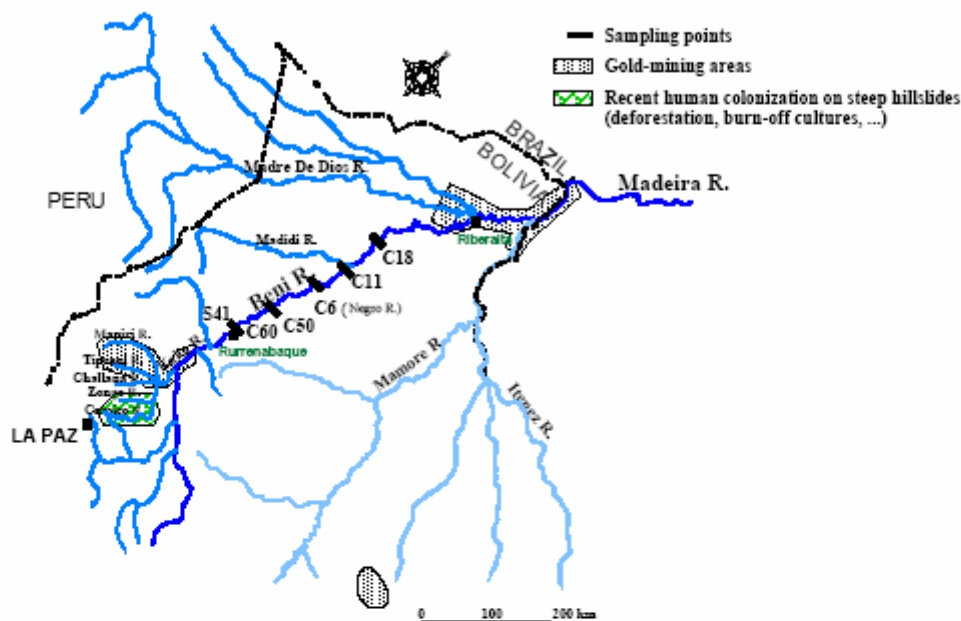 Sampling points
Gold-mining areas
Recent human colonization on steep hillslides
(deforestation, burn-off cultures, ...)
BRAZIL
BOLIVIA
Madre De Dios R.
Madeira R.
PERU
Riberalta
Madidi R.
C18
C11
Beni R.
C6 (Negro R.)
S41
C50
C60
Rurrenabaque
Mapiri R.
Mamore R.
Itenez R.
Zongo R.
LA PAZ
0 100 200 km